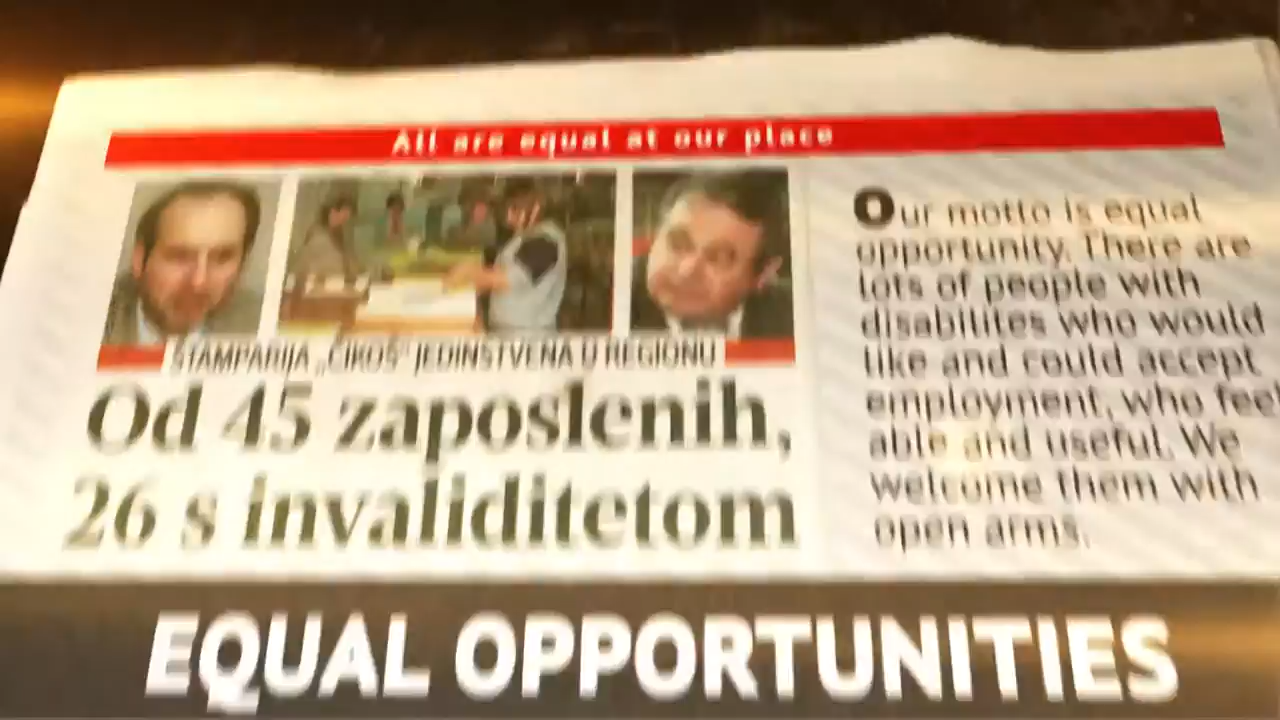 All are equal at our place
ŠTAMPARIJA „ČIKOŠ” JEDINSTVENA U REGIONU
Od 45 zaposlenih,
26 s invaliditetom
Our motto is equal
opportunity. There are
lots of people with
disabilites who would
like and could accept
employment, who feel
able and useful. We
welcome them with
open arms.
EQUAL OPPORTUNITIES